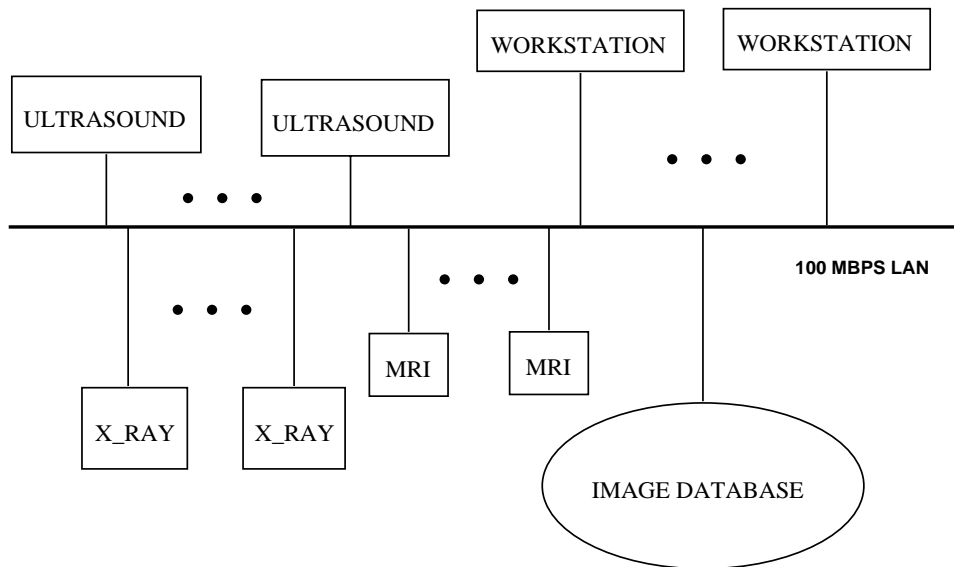 WORKSTATION
WORKSTATION
ULTRASOUND
ULTRASOUND
100 MBPS LAN
MRI
MRI
X_RAY
X_RAY
IMAGE DATABASE